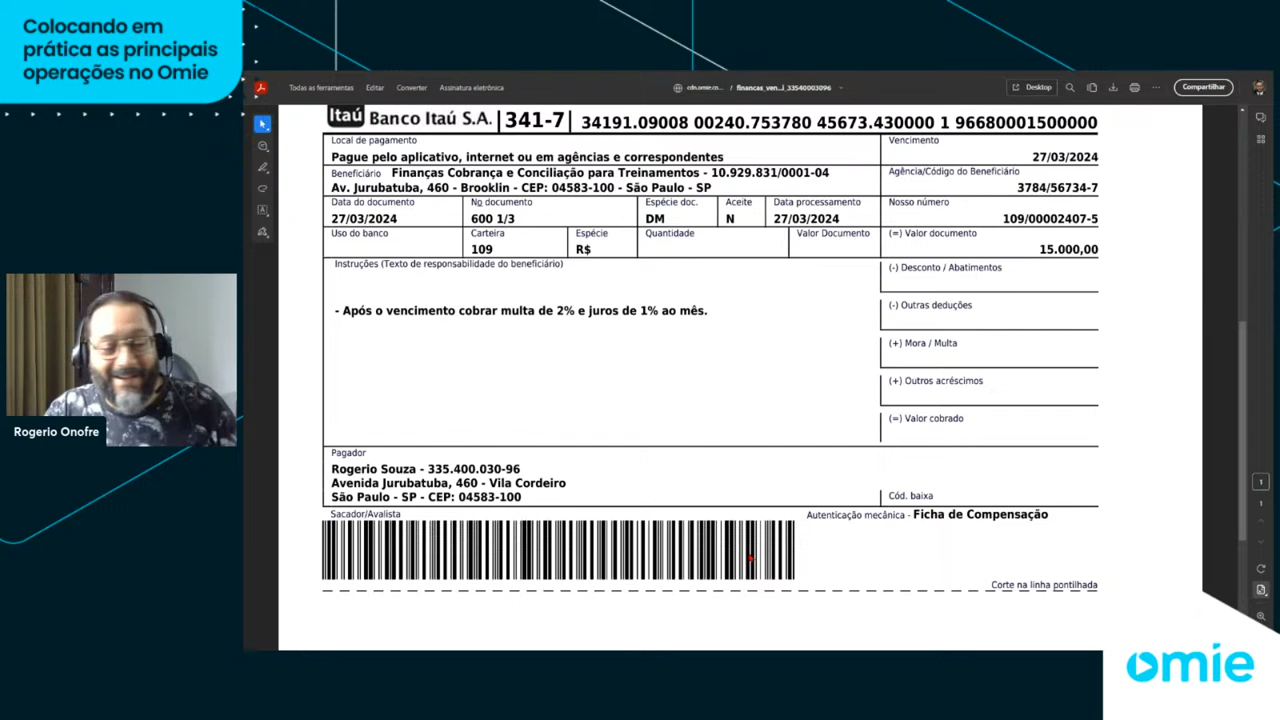 Colocando em
prática as principais
operações no Omie
Todas as ferramentas Editar Converter Assinatura eletrônica
cdn.omie.co... / financas_ven...i_33540003096
Desktop
Compartilhar
Itaú Banco Itaú S.A. 341-7 34191.09008 00240.753780 45673.430000 1 96680001500000
Local de pagamento Vencimento
Pague pelo aplicativo, internet ou em agências e correspondentes 27/03/2024
Beneficiário Finanças Cobrança e Conciliação para Treinamentos - 10.929.831/0001-04 Agência/Código do Beneficiário
Av. Jurubatuba, 460 - Brooklin - CEP: 04583-100 - São Paulo - SP 3784/56734-7
Data do documento No documento Espécie doc. Aceite Data processamento Nosso número
27/03/2024 600 1/3 DM N 27/03/2024 109/00002407-5
Uso do banco Carteira Espécie Quantidade Valor Documento (=) Valor documento
109 R$ 15.000,00
Instruções (Texto de responsabilidade do beneficiário) (-) Desconto / Abatimentos
(-) Outras deduções
- Após o vencimento cobrar multa de 2% e juros de 1% ao mês.
(+) Mora / Multa
(+) Outros acréscimos
(=) Valor cobrado
Pagador
Rogerio Souza - 335.400.030-96
Avenida Jurubatuba, 460 - Vila Cordeiro
São Paulo - SP - CEP: 04583-100 Cód. baixa
Sacador/Avalista Autenticação mecânica - Ficha de Compensação
Corte na linha pontilhada
Rogerio Onofre
1
1
omie